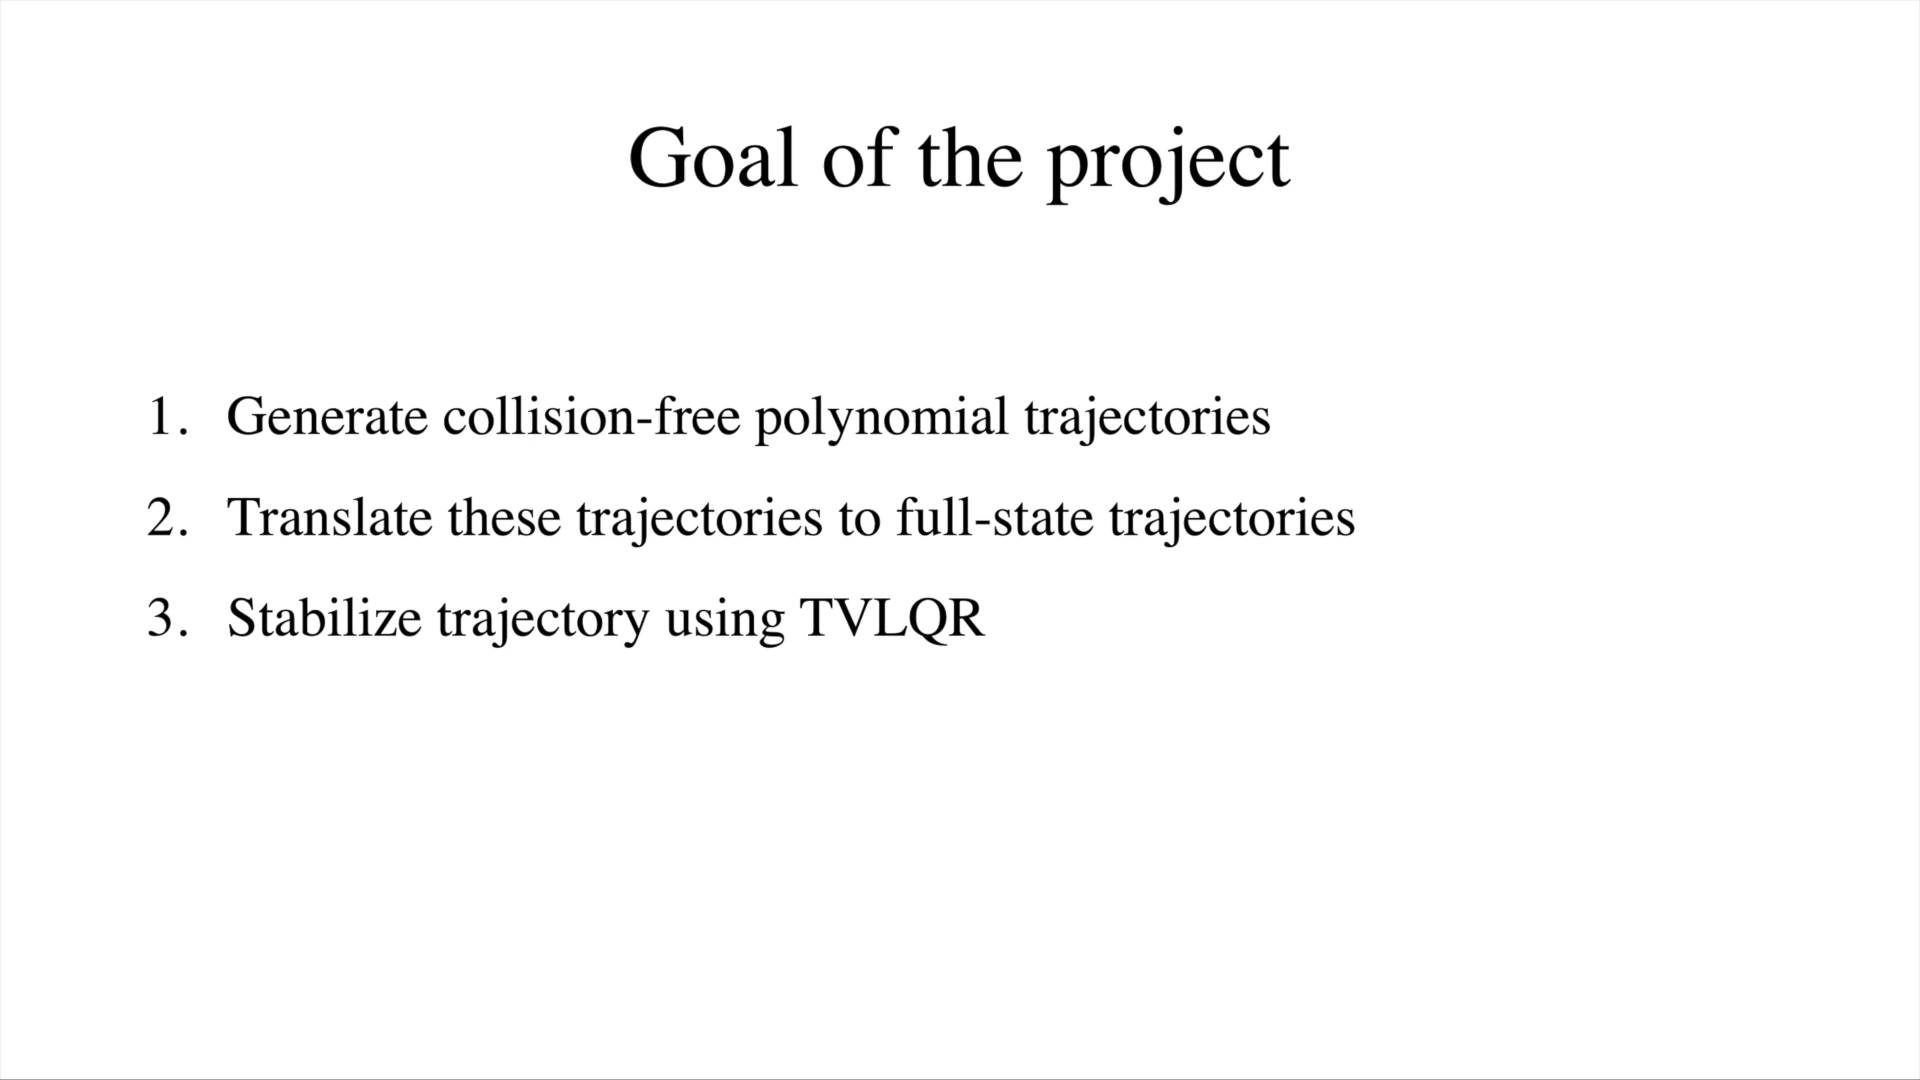 Goal of the project
1. Generate collision-free polynomial trajectories
2. Translate these trajectories to full-state trajectories
3. Stabilize trajectory using TVLQR